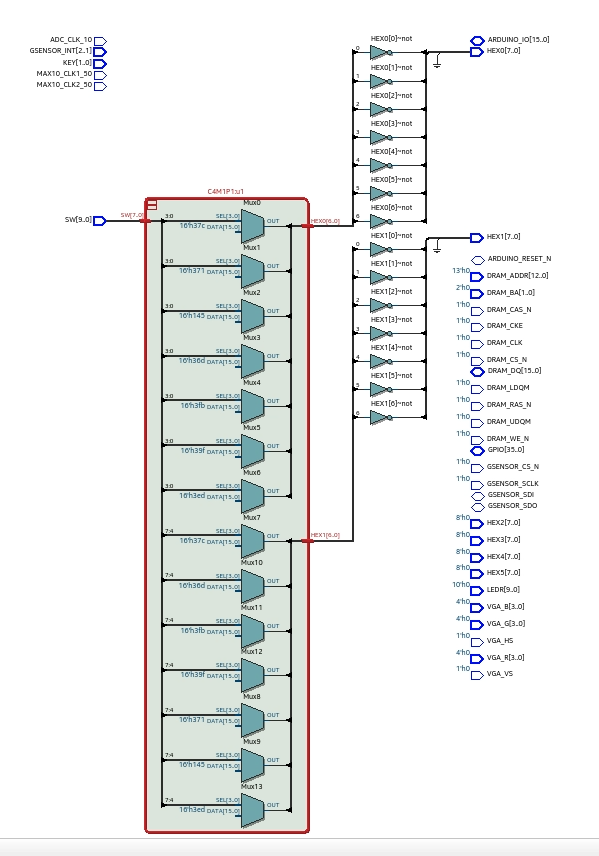 ADC_CLK_10
GSENSOR_INT[2..1]
KEY[1..0]
MAX10_CLK1_50
MAX10_CLK2_50
SW[9..0]
SW[7..0]
C4M1P1:u1
Mux0
3:0 SEL[3..0] OUT
16'h37c DATA[15..0]
Mux1
3:0 SEL[3..0] OUT
16'h371 DATA[15..0]
Mux2
3:0 SEL[3..0] OUT
16'h145 DATA[15..0]
Mux3
3:0 SEL[3..0] OUT
16'h36d DATA[15..0]
Mux4
3:0 SEL[3..0] OUT
16'h3fb DATA[15..0]
Mux5
3:0 SEL[3..0] OUT
16'h39f DATA[15..0]
Mux6
3:0 SEL[3..0] OUT
16'h3ed DATA[15..0]
Mux7
7:4 SEL[3..0] OUT
16'h37c DATA[15..0]
Mux10
7:4 SEL[3..0] OUT
16'h36d DATA[15..0]
Mux11
7:4 SEL[3..0] OUT
16'h3fb DATA[15..0]
Mux12
7:4 SEL[3..0] OUT
16'h39f DATA[15..0]
Mux8
7:4 SEL[3..0] OUT
16'h371 DATA[15..0]
Mux9
7:4 SEL[3..0] OUT
16'h145 DATA[15..0]
Mux13
7:4 SEL[3..0] OUT
16'h3ed DATA[15..0]
HEX0[6..0]
HEX1[6..0]
HEX0[0]~not
0
HEX0[1]~not
1
HEX0[2]~not
2
HEX0[3]~not
3
HEX0[4]~not
4
HEX0[5]~not
5
HEX0[6]~not
6
HEX1[0]~not
0
HEX1[1]~not
1
HEX1[2]~not
2
HEX1[3]~not
3
HEX1[4]~not
4
HEX1[5]~not
5
HEX1[6]~not
6
ARDUINO_IO[15..0]
HEX0[7..0]
HEX1[7..0]
ARDUINO_RESET_N
13'h0 DRAM_ADDR[12..0]
2'h0 DRAM_BA[1..0]
1'h0 DRAM_CAS_N
1'h0 DRAM_CKE
1'h0 DRAM_CLK
1'h0 DRAM_CS_N
DRAM_DQ[15..0]
1'h0 DRAM_LDQM
1'h0 DRAM_RAS_N
1'h0 DRAM_UDQM
1'h0 DRAM_WE_N
GPIO[35..0]
1'h0 GSENSOR_CS_N
1'h0 GSENSOR_SCLK
GSENSOR_SDI
GSENSOR_SDO
8'h0 HEX2[7..0]
8'h0 HEX3[7..0]
8'h0 HEX4[7..0]
8'h0 HEX5[7..0]
10'h0 LEDR[9..0]
4'h0 VGA_B[3..0]
4'h0 VGA_G[3..0]
1'h0 VGA_HS
4'h0 VGA_R[3..0]
1'h0 VGA_VS